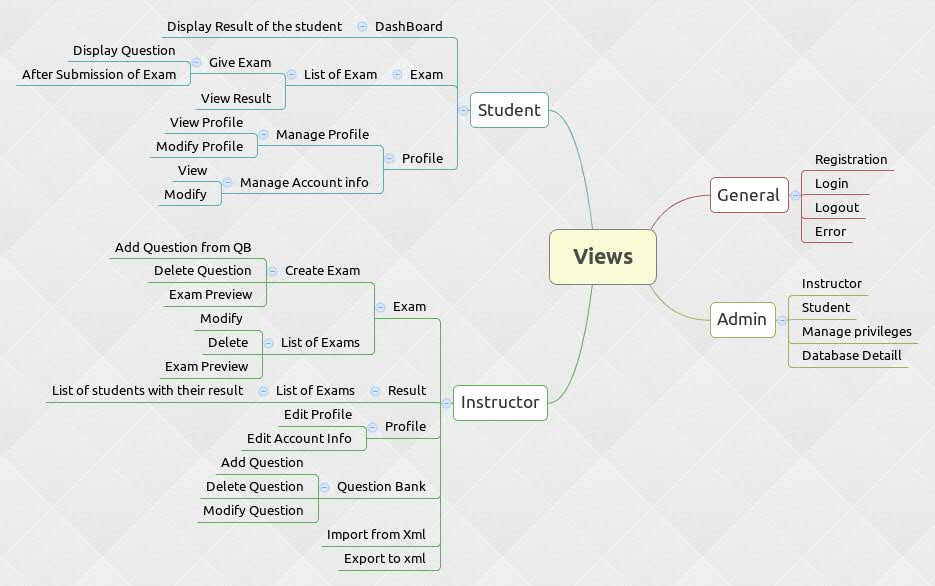 Views
Student
DashBoard
Display Result of the student
Exam
List of Exam
Give Exam
Display Question
After Submission of Exam
View Result
Profile
Manage Profile
View Profile
Modify Profile
Manage Account info
View
Modify
General
Registration
Login
Logout
Error
Admin
Instructor
Student
Manage privileges
Database Detaill
Instructor
Exam
Create Exam
Add Question from QB
Delete Question
Exam Preview
List of Exams
Modify
Delete
Exam Preview
Result
List of Exams
List of students with their result
Profile
Edit Profile
Edit Account Info
Question Bank
Add Question
Delete Question
Modify Question
Import from Xml
Export to xml